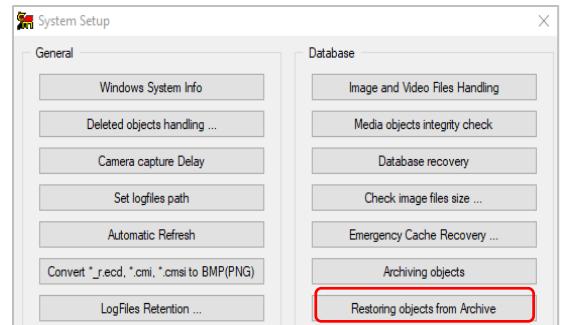 System Setup
General
Windows System Info
Deleted objects handling ...
Camera capture Delay
Set logfiles path
Automatic Refresh
Convert *_r.ecd, *.cmi, *.cmsi to BMP(PNG)
LogFiles Retention ...
Database
Image and Video Files Handling
Media objects integrity check
Database recovery
Check image files size ...
Emergency Cache Recovery ...
Archiving objects
Restoring objects from Archive